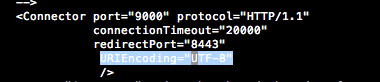 -->
<Connector port="9000" protocol="HTTP/1.1"
connectionTimeout="20000"
redirectPort="8443"
URIEncoding="UTF-8"
/>